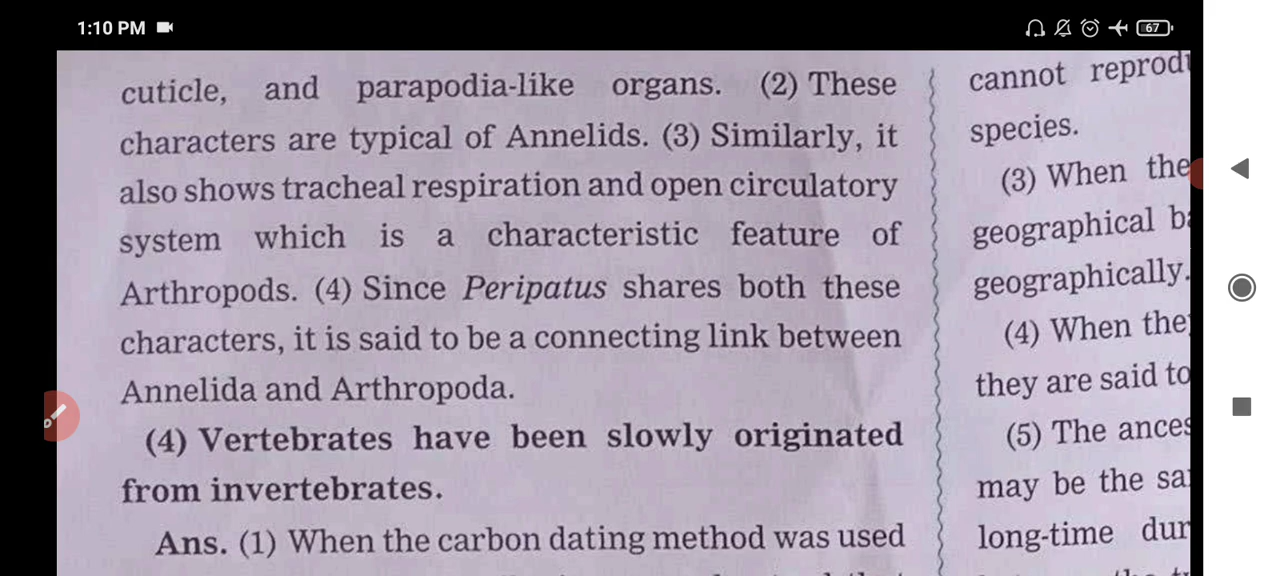 1:10 PM
67
cuticle, and parapodia-like organs. (2) These
characters are typical of Annelids. (3) Similarly, it
also shows tracheal respiration and open circulatory
system which is a characteristic feature of
Arthropods. (4) Since Peripatus shares both these
characters, it is said to be a connecting link between
Annelida and Arthropoda.
(4) Vertebrates have been slowly originated
from invertebrates.
Ans. (1) When the carbon dating method was used
cannot
species.
(3) When the
geographical
geographically.
(4) When
they are said to
(5) The
may be the
long-time